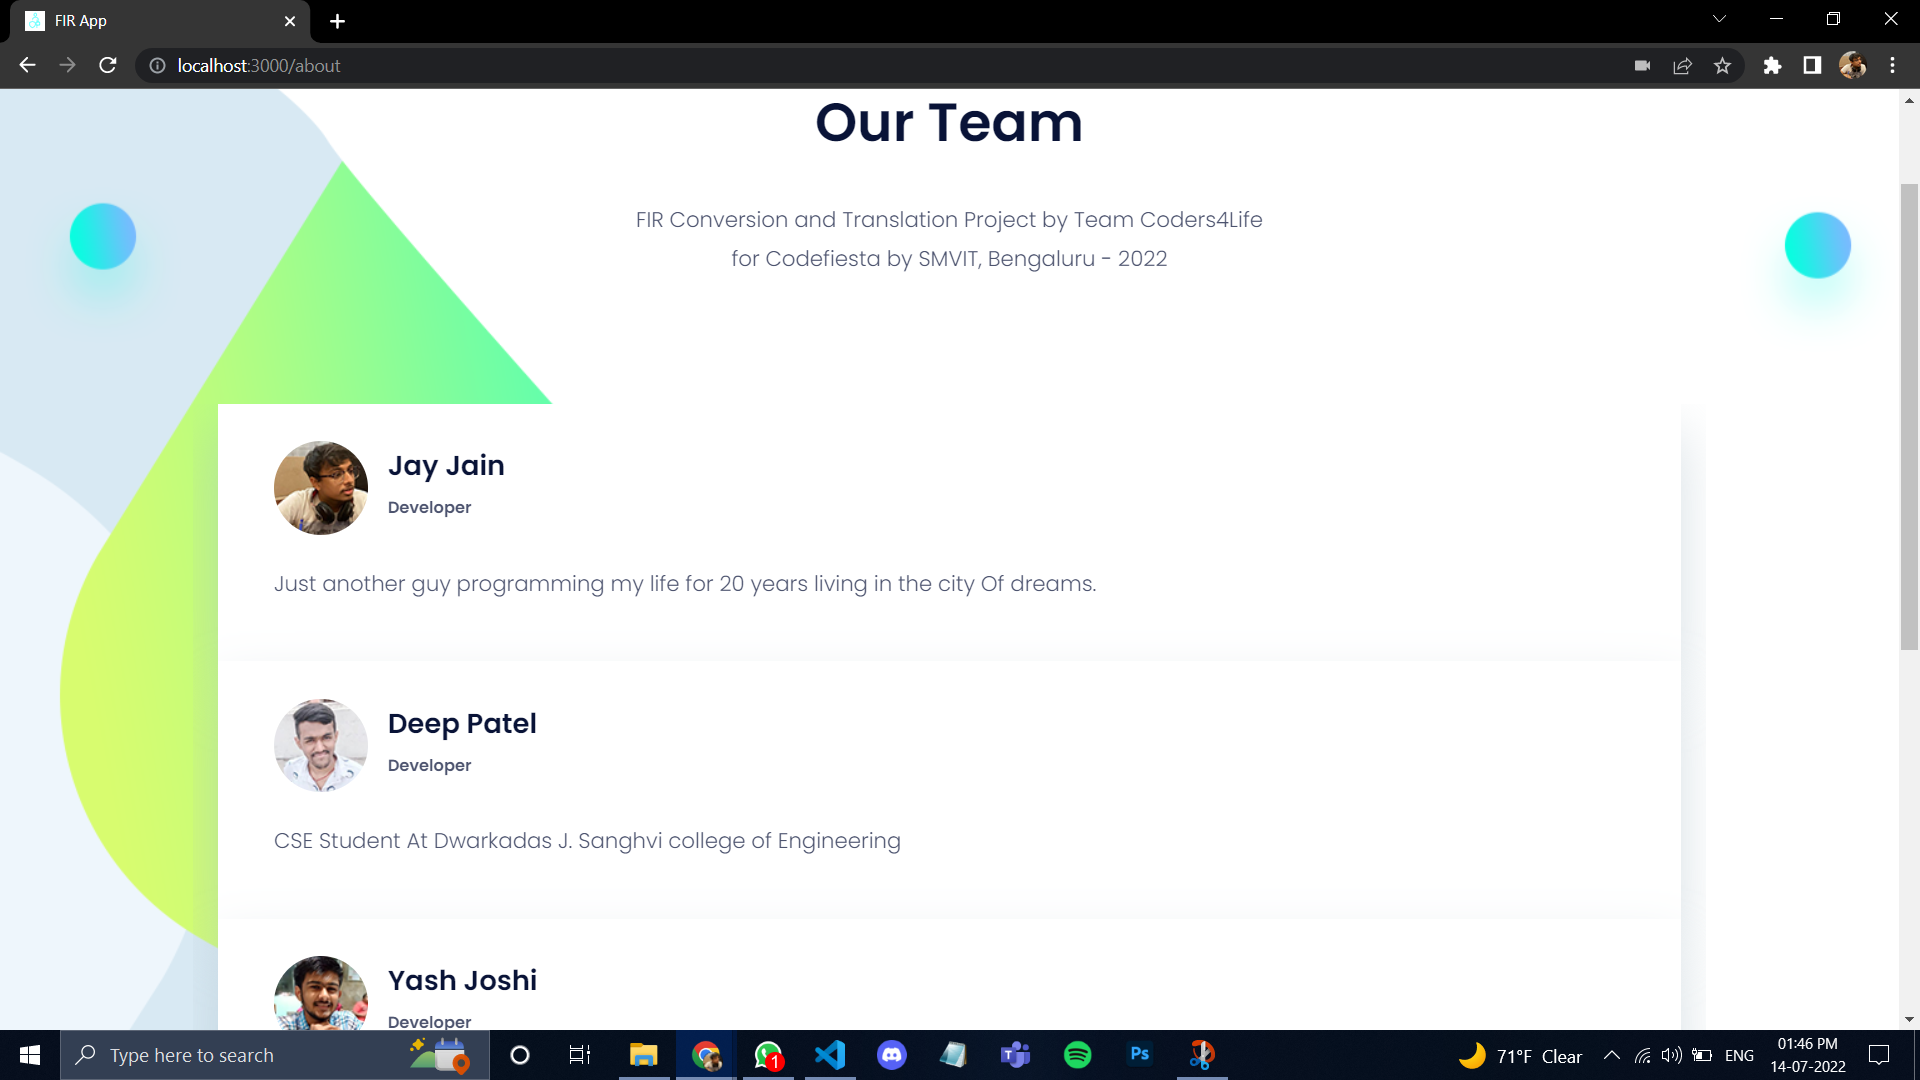 FIR App
localhost:3000/about
Our Team
FIR Conversion and Translation Project by Team Coders4Life
for Codefiesta by SMVIT, Bengaluru - 2022
Jay Jain
Developer
Just another guy programming my life for 20 years living in the city Of dreams.
Deep Patel
Developer
CSE Student At Dwarkadas J. Sanghvi college of Engineering
Yash Joshi
Developer
Type here to search
1
T
Ps
71°F Clear
ENG
01:46 PM
14-07-2022